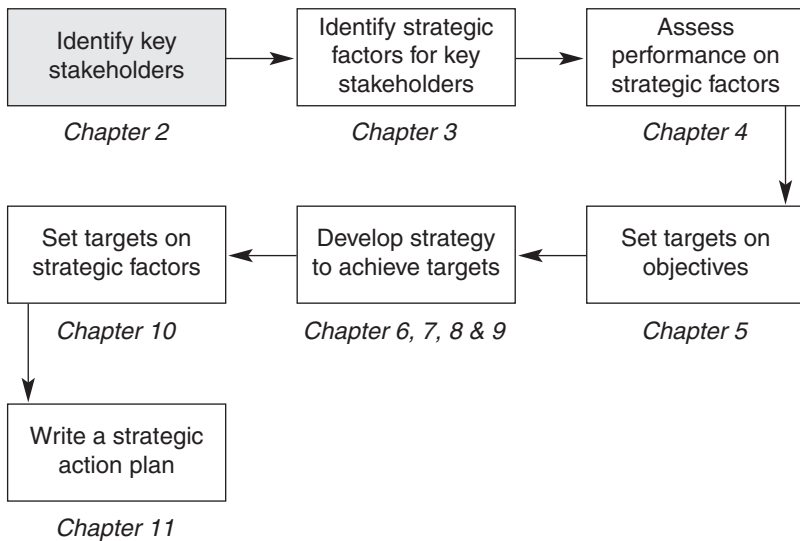 Identify key
stakeholders
Identify strategic
factors for key
stakeholders
Assess
performance on
strategic factors
Chapter 2
Chapter 3
Chapter 4
Set targets on
strategic factors
Develop strategy
to achieve targets
Set targets on
objectives
Chapter 10
Chapter 6, 7, 8 & 9
Chapter 5
Write a strategic
action plan
Chapter 11